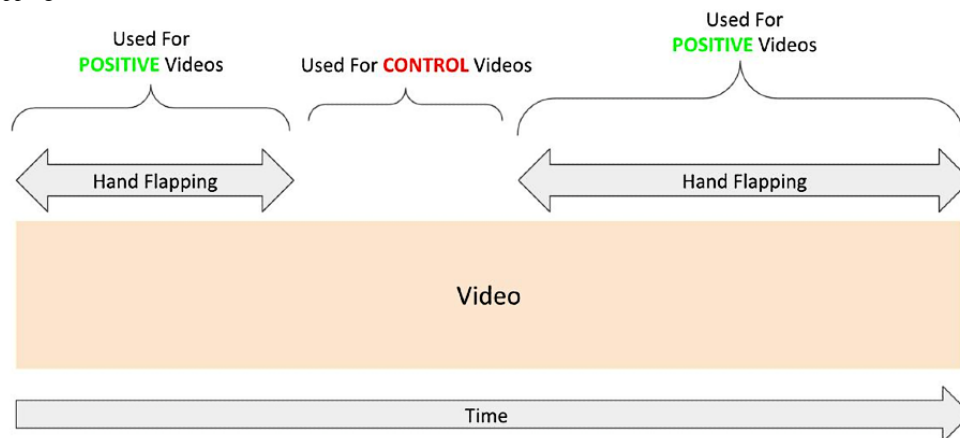 Used For
POSITIVE Videos
Used For CONTROL Videos
Used For
POSITIVE Videos
Hand Flapping
Hand Flapping
Video
Time